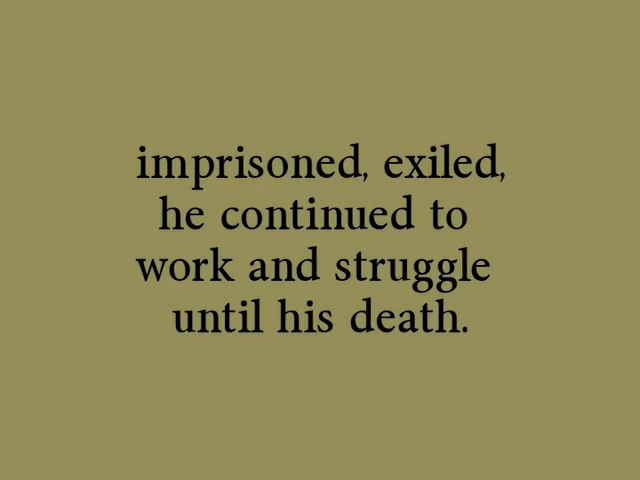 imprisoned, exiled,
he continued to
work and struggle
until his death.